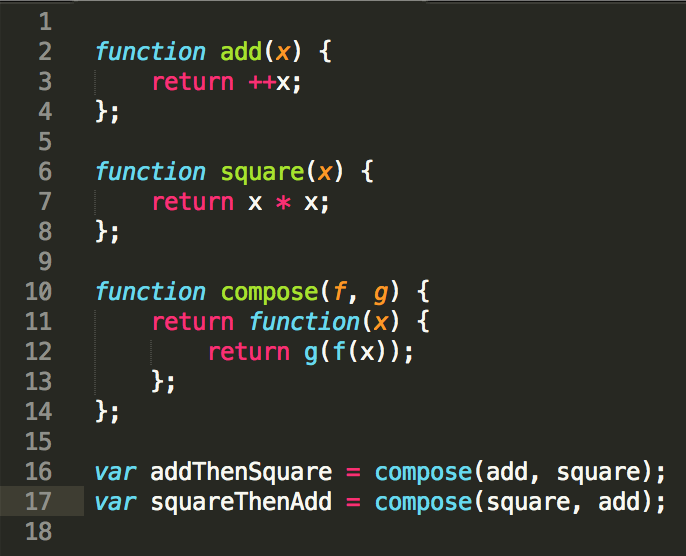 1
2 function add(x) {
3     return ++x;
4 };
5
6 function square(x) {
7     return x * x;
8 };
9
10 function compose(f, g) {
11     return function(x) {
12         return g(f(x));
13     };
14 };
15
16 var addThenSquare = compose(add, square);
17 var squareThenAdd = compose(square, add);
18